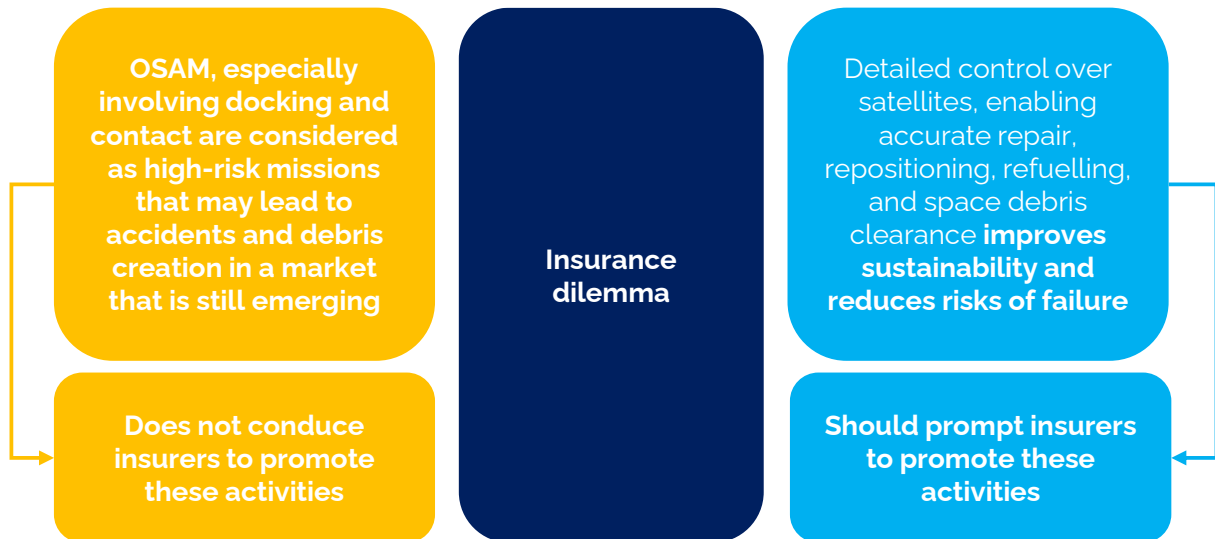 OSAM, especially
involving docking and
contact are considered
as high-risk missions
that may lead to
accidents and debris
creation in a market
that is still emerging
Does not conduce
insurers to promote
these activities
Insurance
dilemma
Detailed control over
satellites, enabling
accurate repair,
repositioning, refuelling,
and space debris
clearance improves
sustainability and
reduces risks of failure
Should prompt insurers
to promote these
activities